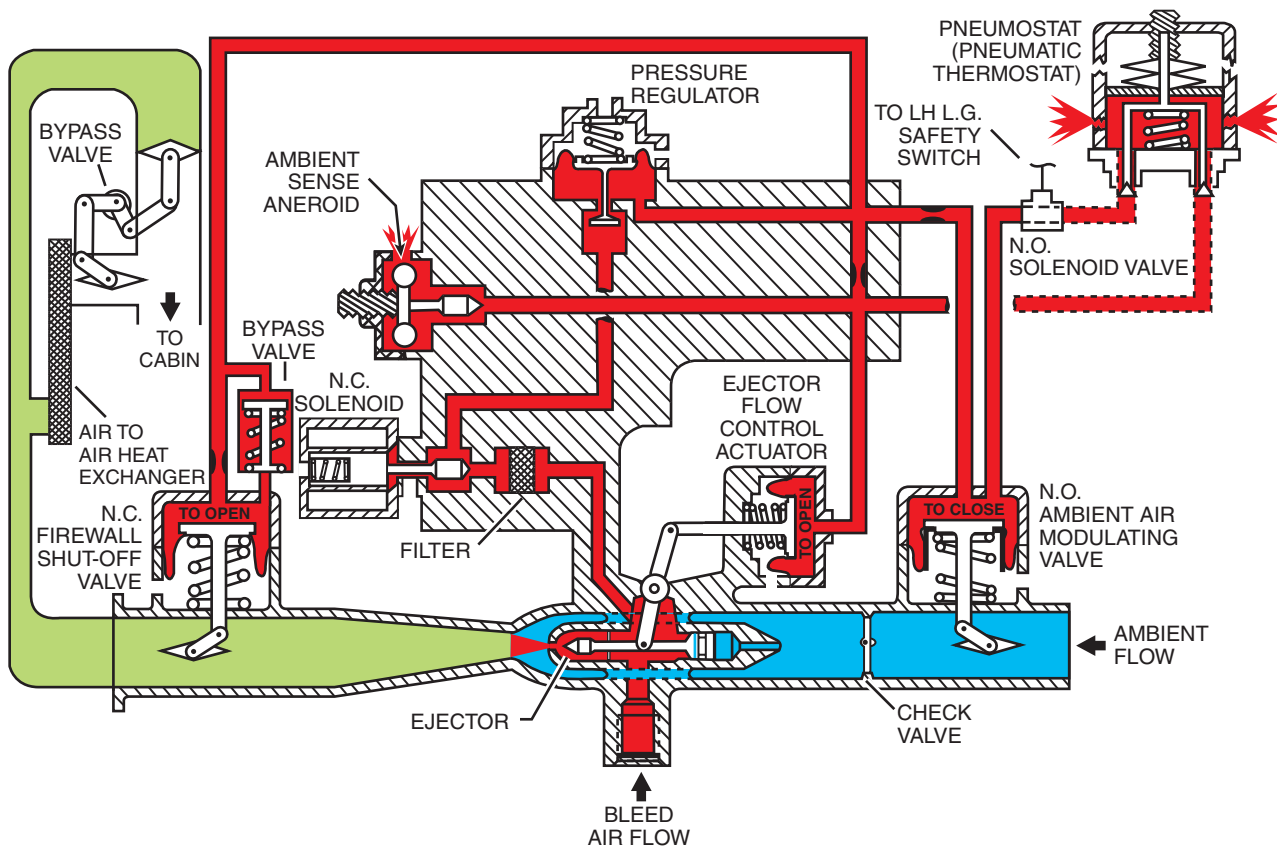 PNEUMOSTAT
(PNEUMATIC
THERMOSTAT)
PRESSURE
REGULATOR
TO LH L.G.
SAFETY
SWITCH
BYPASS
VALVE
AMBIENT
SENSE
ANEROID
N.O.
SOLENOID VALVE
TO
CABIN
BYPASS
VALVE
N.C.
SOLENOID
EJECTOR
FLOW
CONTROL
ACTUATOR
AIR TO
AIR HEAT
EXCHANGER
N.C.
FIREWALL
SHUT-OFF
VALVE
TO OPEN
FILTER
TO OPEN
TO CLOSE
N.O.
AMBIENT AIR
MODULATING
VALVE
AMBIENT
FLOW
EJECTOR
CHECK
VALVE
BLEED
AIR FLOW